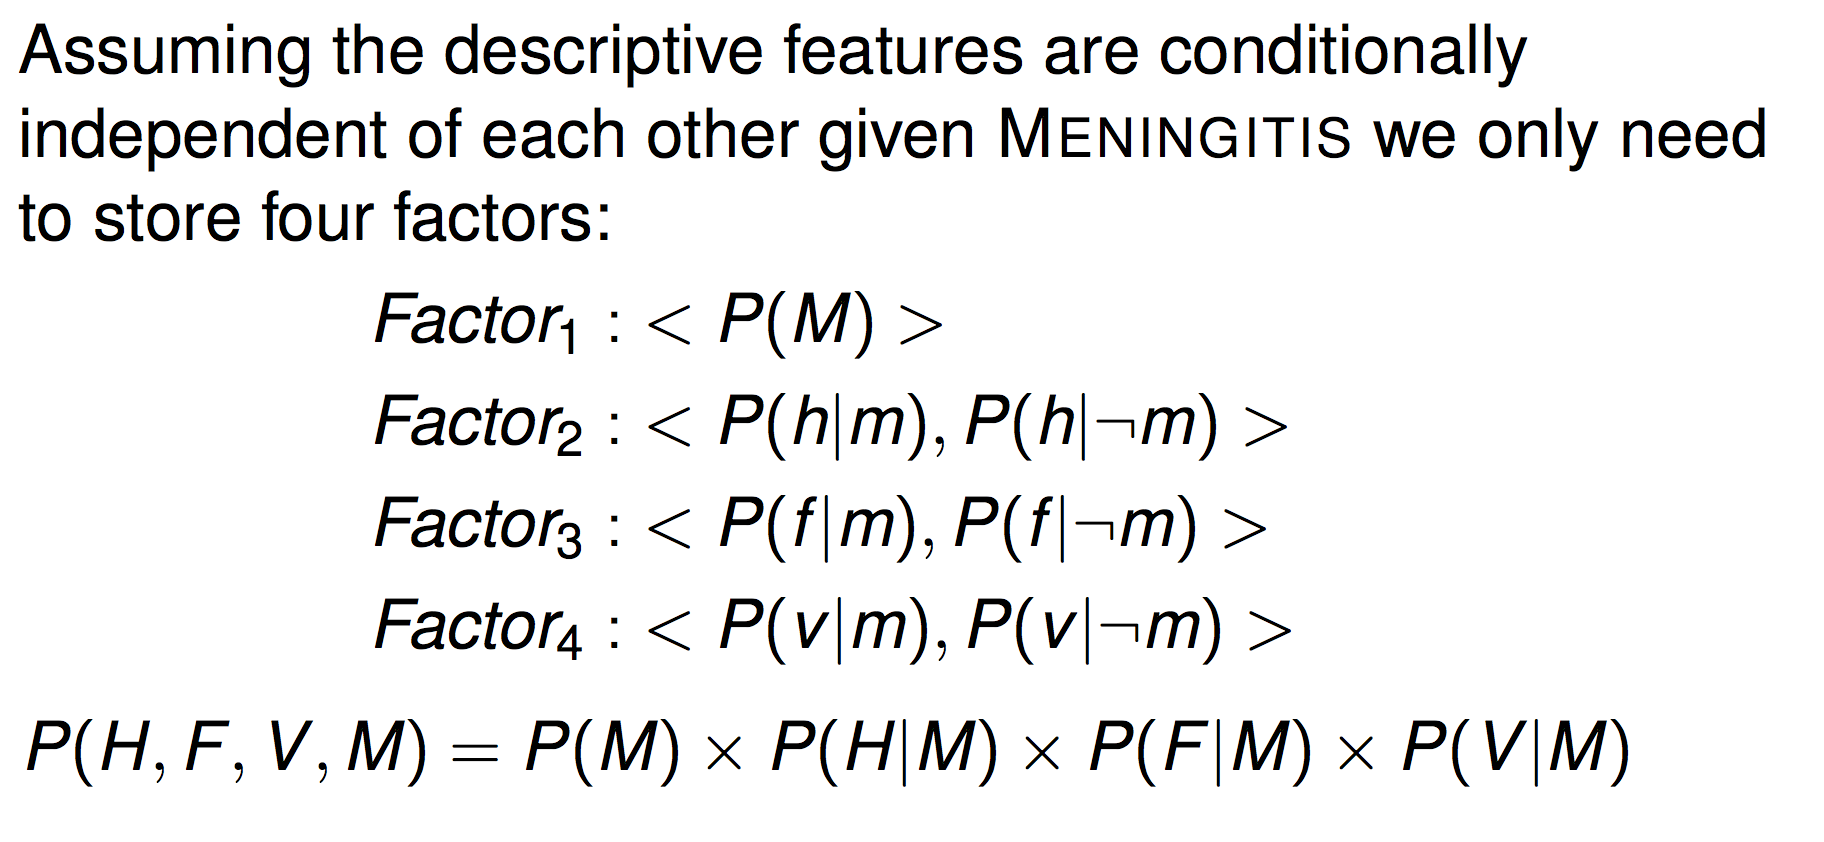 Assuming the descriptive features are conditionally
independent of each other given MENINGITIS we only need
to store four factors:
Factor₁ : < P(M) >
Factor₂ : < P(h|m), P(h|¬m) >
Factor₃ : < P(f|m), P(f|¬m) >
Factor₄ : < P(v|m), P(v|¬m) >
P(H, F, V, M) = P(M) × P(H|M) × P(F|M) × P(V|M)